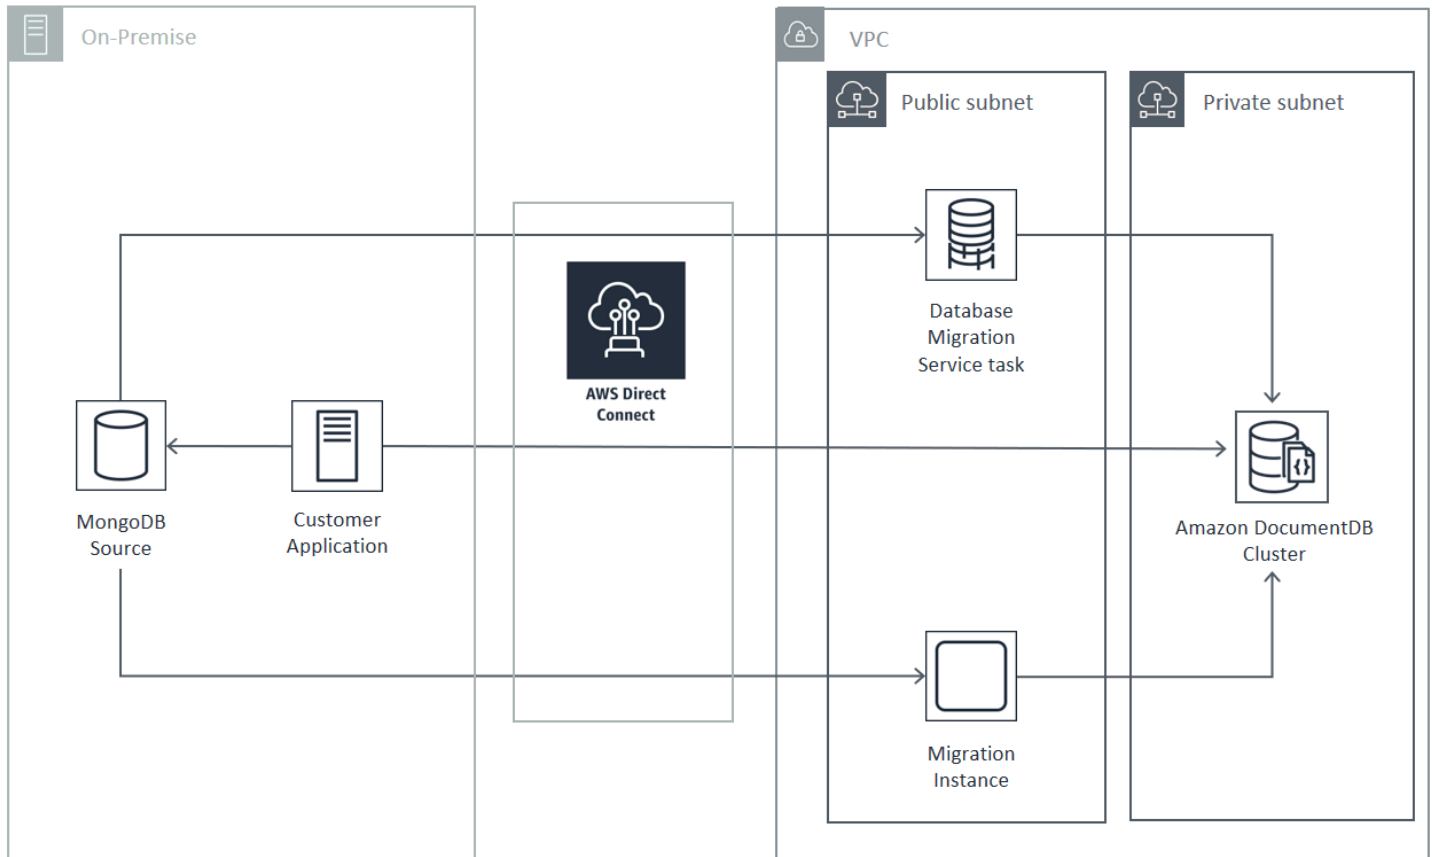 On-Premise
VPC
Public subnet
Private subnet
Database
Migration
Service task
AWS Direct
Connect
MongoDB
Source
Customer
Application
Amazon DocumentDB
Cluster
Migration
Instance